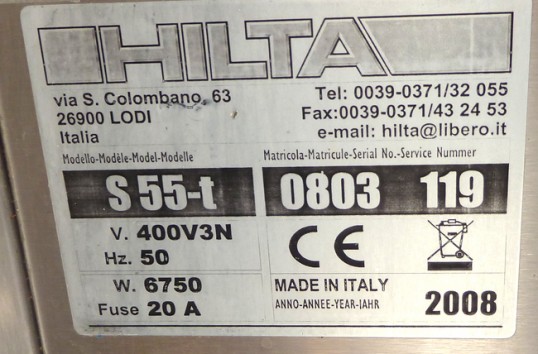 HILTA
via S. Colombano, 63
26900 LODI
Italia
Tel: 0039-0371/32 055
Fax:0039-0371/43 24 53
e-mail: hilta@libero.it
Modello-Modèle-Model-Modelle
S 55-t
Matricola-Matricule-Serial No.-Service Nummer
0803 119
V. 400V3N
Hz. 50
CE
W. 6750
Fuse 20 A
MADE IN ITALY
ANNO-ANNEE-YEAR-JAHR
2008